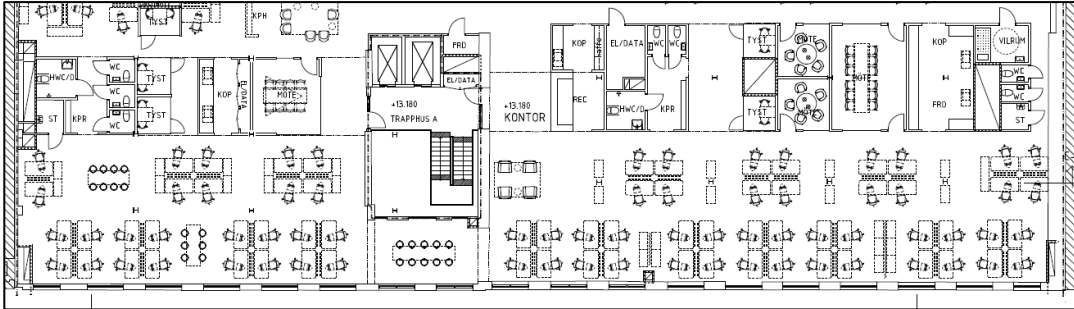 TYST
KPH
FRD
KOP
kaffe
EL/DATA
WC
WC
TYST
MÖTE
KOP
VILRUM
HWC/D
WC
WC
WC
TYST
TYST
ST
KPR
KOP
EL/DATA
MÖTE
EL/DATA
+13.180
TRAPPHUS A
+13.180
KONTOR
REC
HWC/D
KPR
TYST
MÖTE
MÖTE
FRD
WC
WC
ST